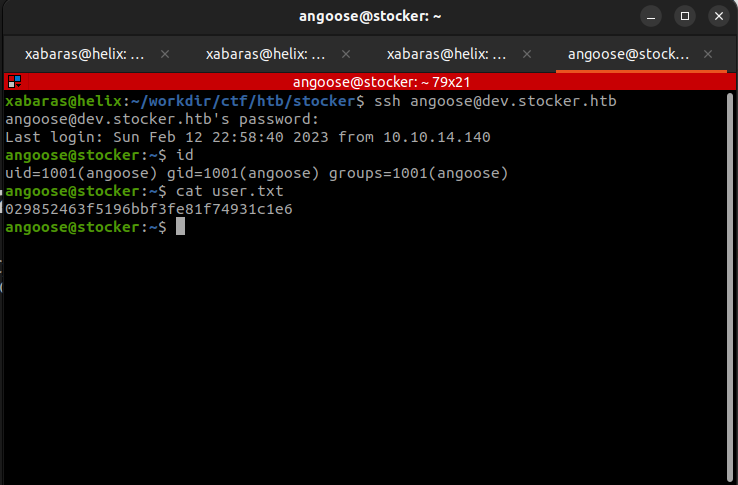 angoose@stocker: ~
xabaras@helix: ...
xabaras@helix: ...
xabaras@helix: ...
angoose@stock...
angoose@stocker: ~ 79x21
xabaras@helix:~/workdir/ctf/htb/stocker$ ssh angoose@dev.stocker.htb
angoose@dev.stocker.htb's password:
Last login: Sun Feb 12 22:58:40 2023 from 10.10.14.140
angoose@stocker:~$ id
uid=1001(angoose) gid=1001(angoose) groups=1001(angoose)
angoose@stocker:~$ cat user.txt
029852463f5196bbf3fe81f74931c1e6
angoose@stocker:~$